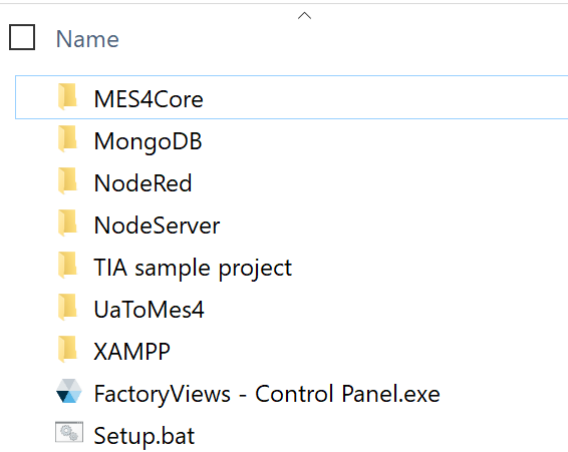 Name
MES4Core
MongoDB
NodeRed
NodeServer
TIA sample project
UaToMes4
XAMPP
FactoryViews - Control Panel.exe
Setup.bat